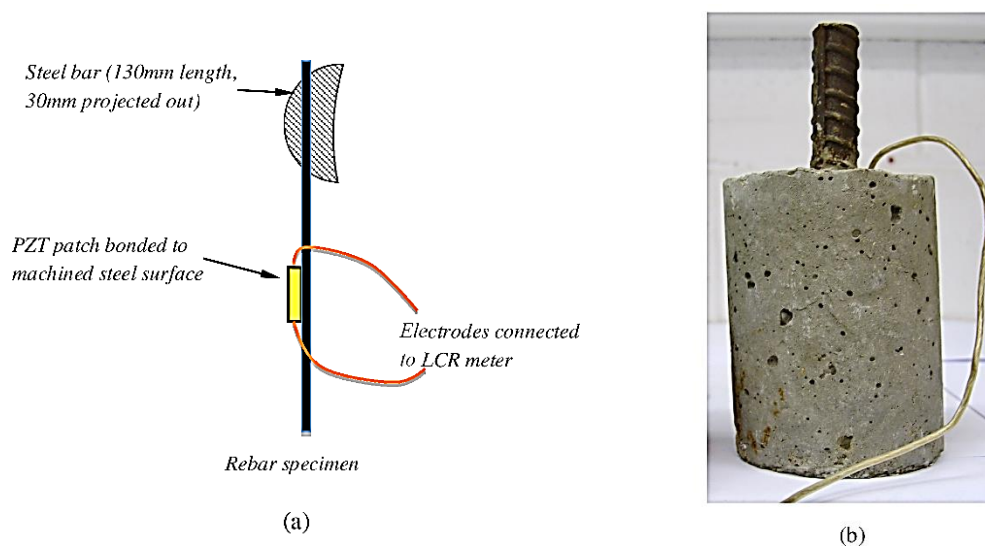 Steel bar (130mm length,
30mm projected out)
PZT patch bonded to
machined steel surface
Electrodes connected
to LCR meter
Rebar specimen
(a)
(b)